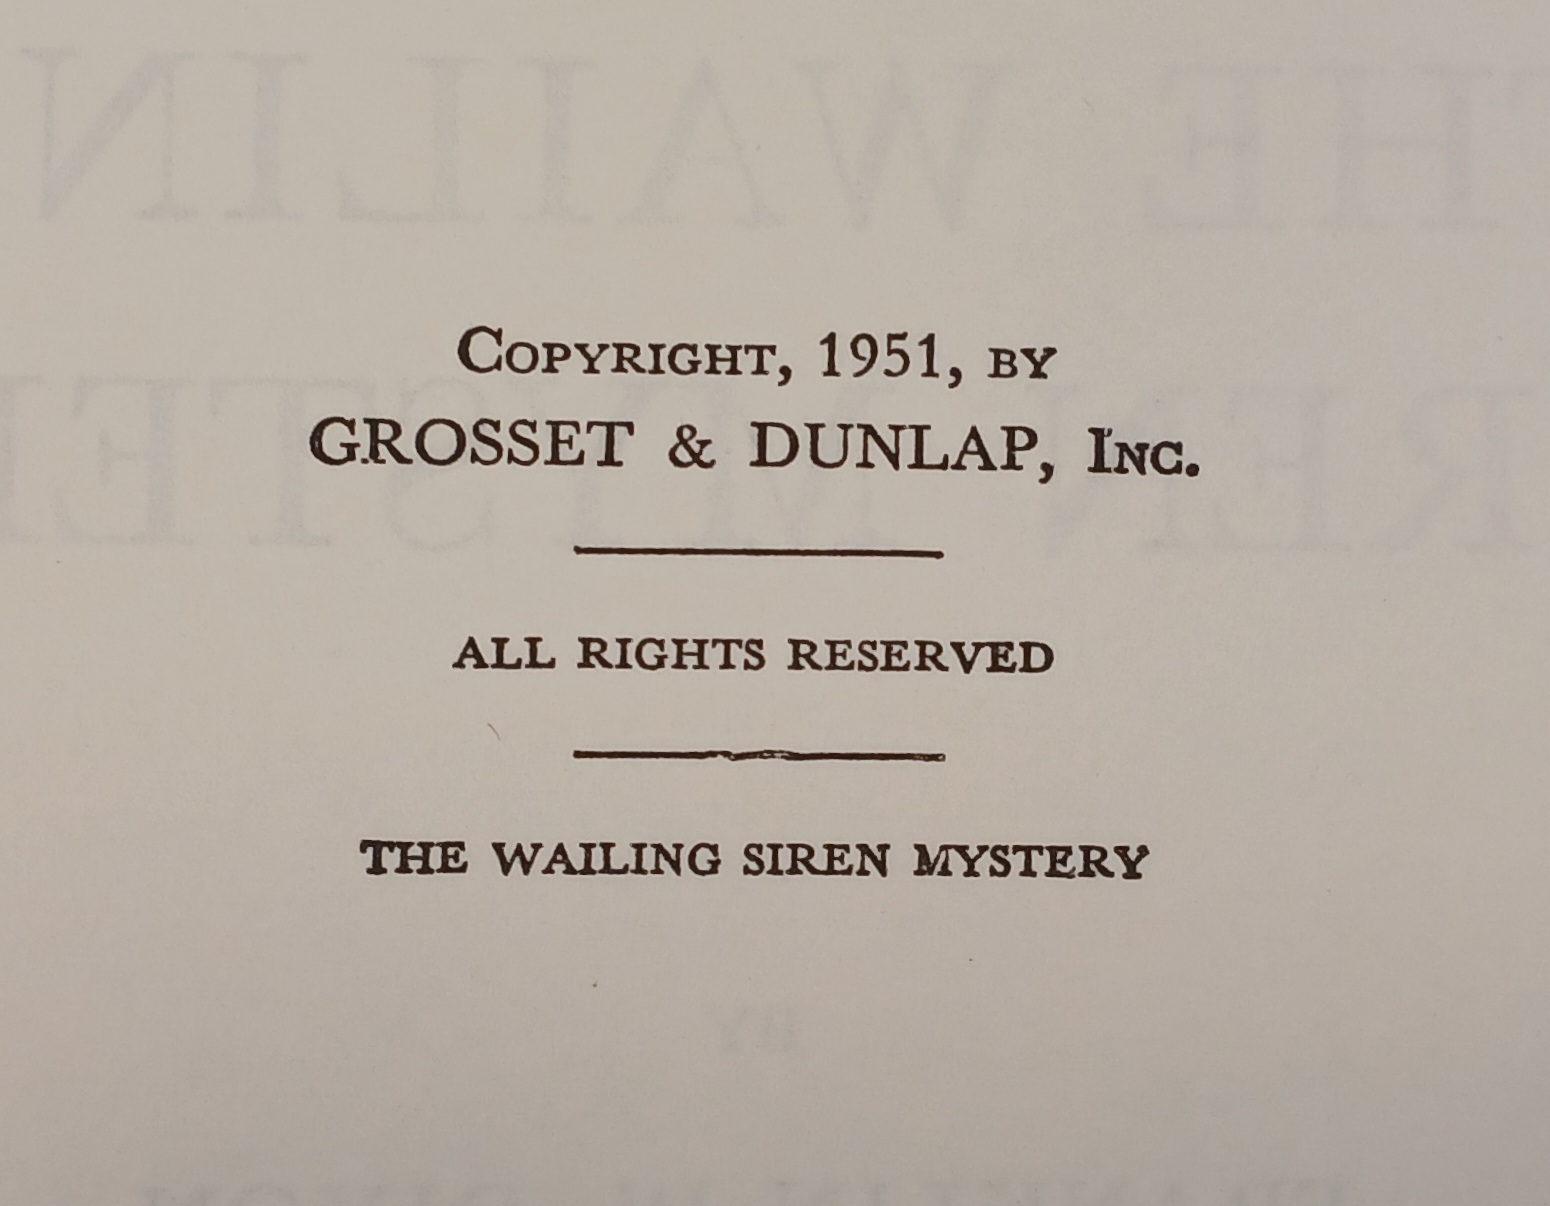 COPYRIGHT, 1951, BY
GROSSET & DUNLAP, INC.
ALL RIGHTS RESERVED
THE WAILING SIREN MYSTERY